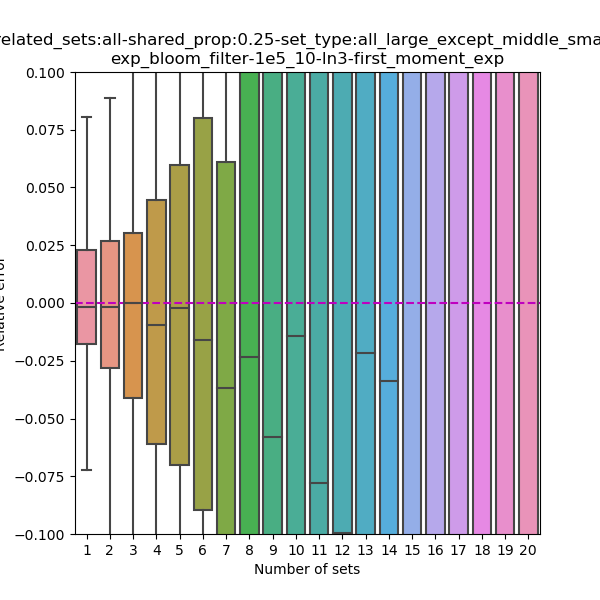 related_sets:all-shared_prop:0.25-set_type:all_large_except_middle_sma
exp_bloom_filter-1e5_10-ln3-first_moment_exp
0.100
0.075
0.050
0.025
0.000
−0.025
−0.050
−0.075
−0.100
Relative error
1 2 3 4 5 6 7 8 9 10 11 12 13 14 15 16 17 18 19 20
Number of sets